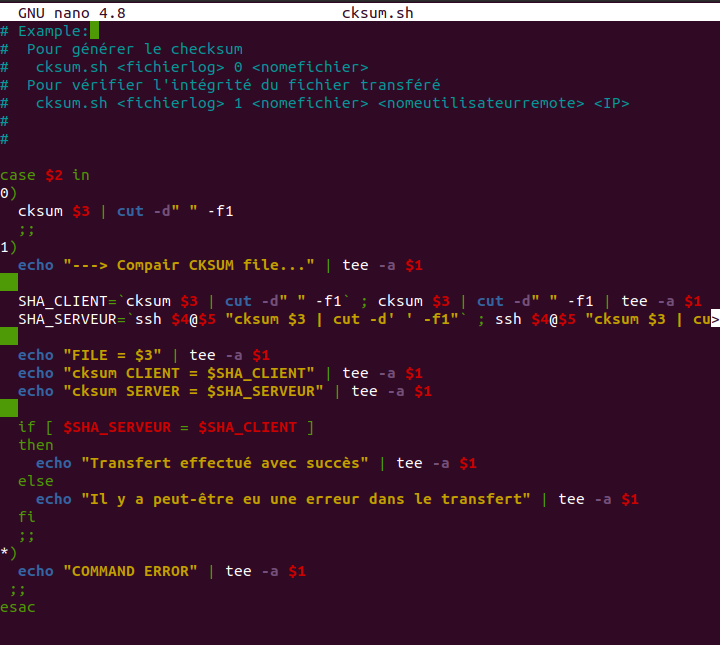 GNU nano 4.8 cksum.sh
# Example:
#  Pour générer le checksum
#   cksum.sh <fichierlog> 0 <nomefichier>
#  Pour vérifier l'intégrité du fichier transféré
#   cksum.sh <fichierlog> 1 <nomefichier> <nomeutilisateurremote> <IP>
#
#
case $2 in
0)
  cksum $3 | cut -d" " -f1
  ;;
1)
  echo "---> Compair CKSUM file..." | tee -a $1
  SHA_CLIENT=`cksum $3 | cut -d" " -f1` ; cksum $3 | cut -d" " -f1 | tee -a $1
  SHA_SERVEUR=`ssh $4@$5 "cksum $3 | cut -d' ' -f1"` ; ssh $4@$5 "cksum $3 | cu>
  echo "FILE = $3" | tee -a $1
  echo "cksum CLIENT = $SHA_CLIENT" | tee -a $1
  echo "cksum SERVER = $SHA_SERVEUR" | tee -a $1
  if [ $SHA_SERVEUR = $SHA_CLIENT ]
  then
    echo "Transfert effectué avec succès" | tee -a $1
  else
    echo "Il y a peut-être eu une erreur dans le transfert" | tee -a $1
  fi
  ;;
*)
  echo "COMMAND ERROR" | tee -a $1
 ;;
esac